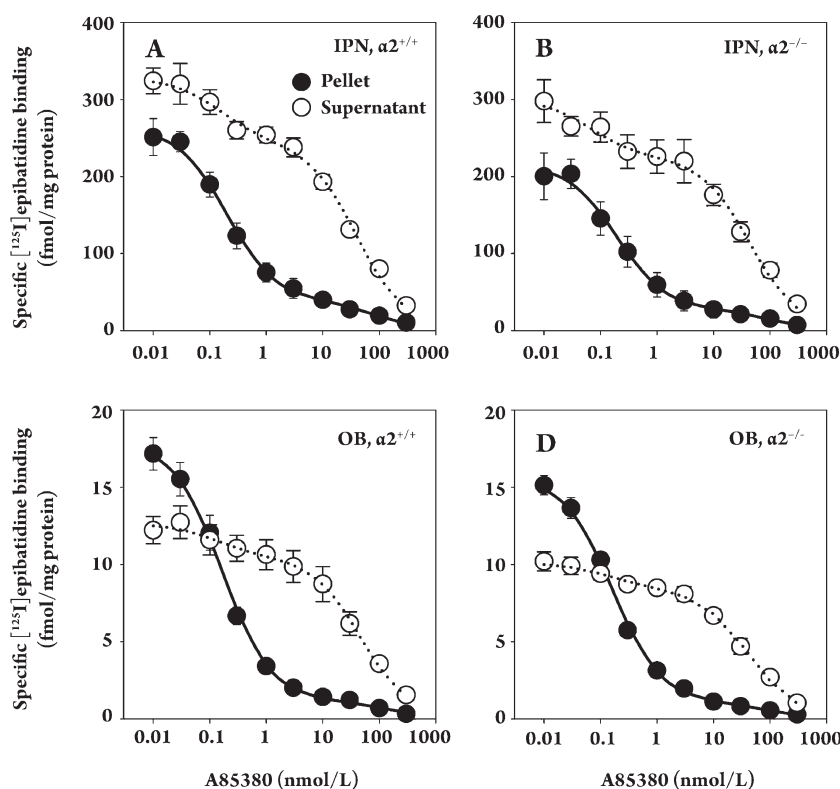 400
300
200
100
0
Specific [¹²⁵I]epibatidine binding
(fmol/mg protein)
A
IPN, α2⁺/⁺
Pellet
Supernatant
0.01 0.1 1 10 100 1000
400
300
200
100
0
B
IPN, α2⁻/⁻
0.01 0.1 1 10 100 1000
20
15
10
5
0
Specific [¹²⁵I]epibatidine binding
(fmol/mg protein)
OB, α2⁺/⁺
0.01 0.1 1 10 100 1000
A85380 (nmol/L)
20
15
10
5
0
D
OB, α2⁻/⁻
0.01 0.1 1 10 100 1000
A85380 (nmol/L)